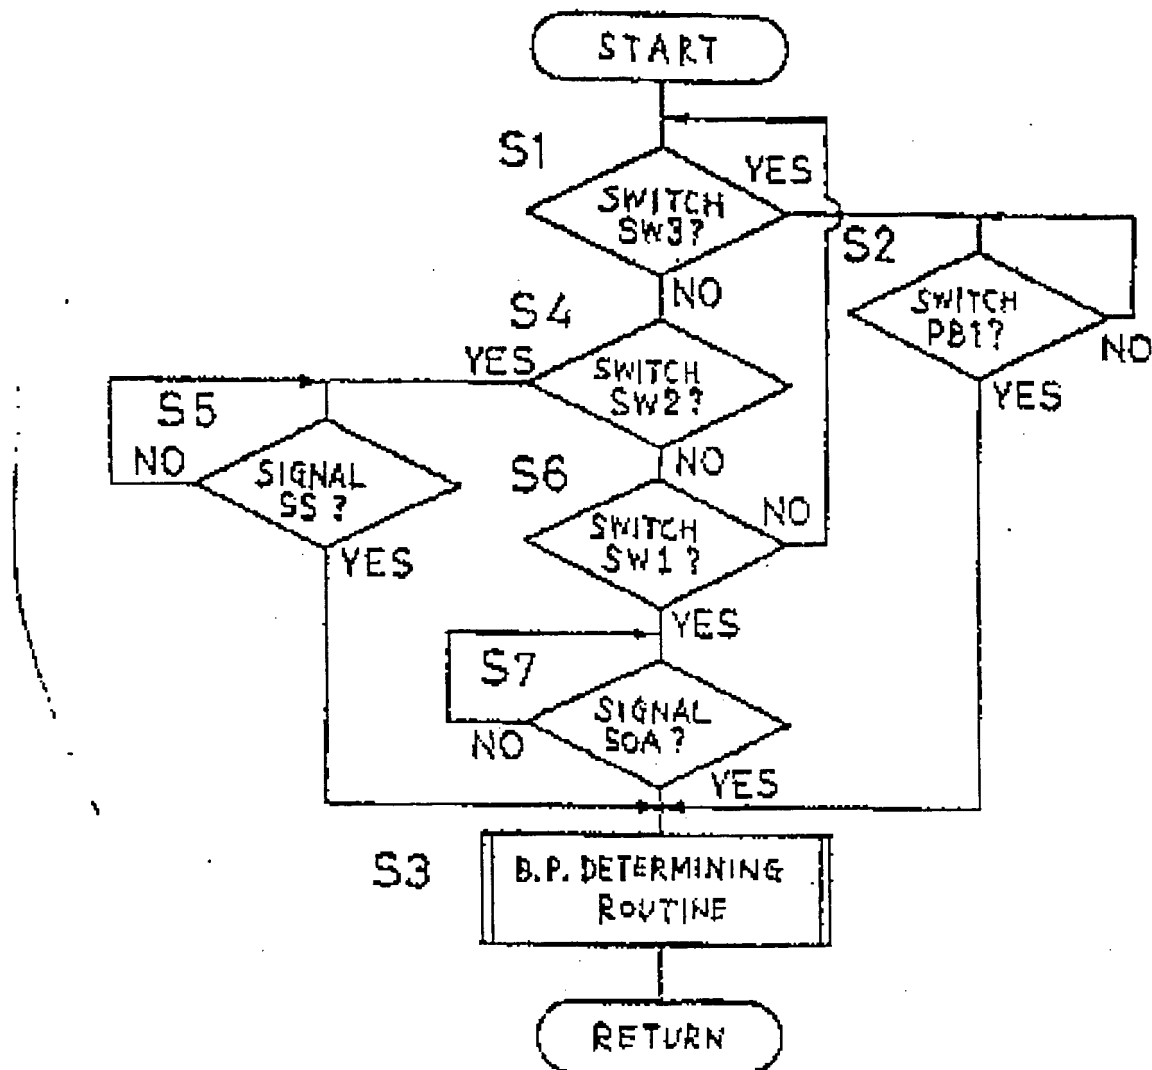 START
S1
YES
SWITCH
SW3?
S2
NO
SWITCH
PB1?
NO
YES
S4
YES
SWITCH
SW2?
NO
S5
NO
SIGNAL
SS?
YES
S6
SWITCH
SW1?
NO
YES
S7
SIGNAL
SOA?
NO
YES
S3
B.P. DETERMINING
ROUTINE
RETURN